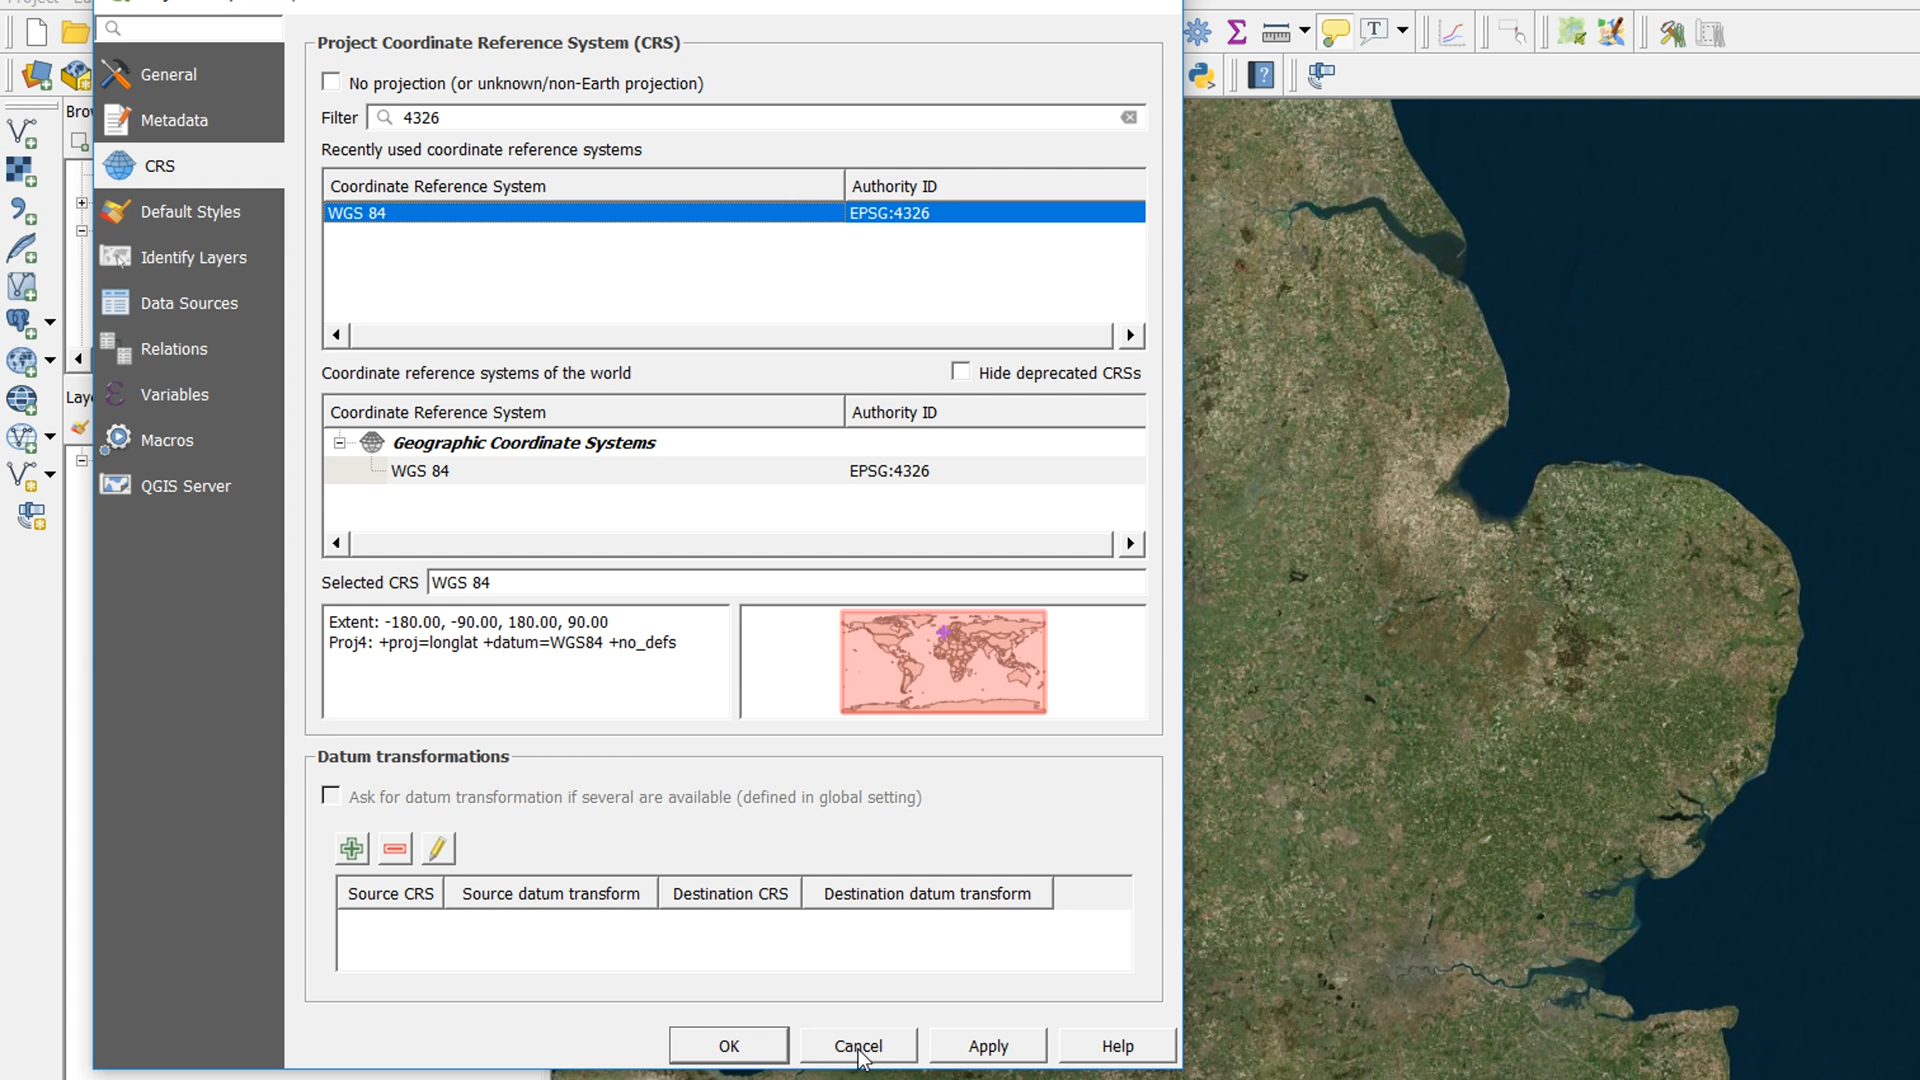 General
Metadata
CRS
Default Styles
Identify Layers
Data Sources
Relations
Variables
Macros
QGIS Server
Project Coordinate Reference System (CRS)
No projection (or unknown/non-Earth projection)
Filter 4326
Recently used coordinate reference systems
Coordinate Reference System Authority ID
WGS 84 EPSG:4326
Coordinate reference systems of the world Hide deprecated CRSs
Coordinate Reference System Authority ID
Geographic Coordinate Systems
WGS 84 EPSG:4326
Selected CRS WGS 84
Extent: -180.00, -90.00, 180.00, 90.00
Proj4: +proj=longlat +datum=WGS84 +no_defs
Datum transformations
Ask for datum transformation if several are available (defined in global setting)
Source CRS Source datum transform Destination CRS Destination datum transform
OK Cancel Apply Help